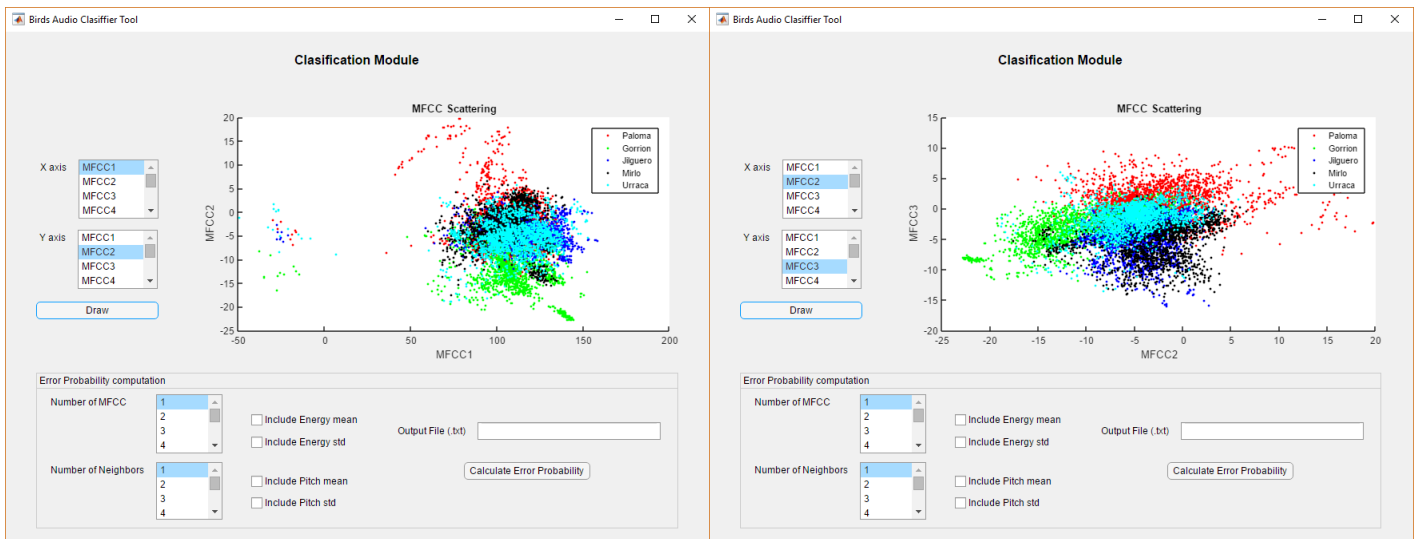 Birds Audio Clasiffier Tool
Clasification Module
MFCC Scattering
X axis
MFCC1
MFCC2
MFCC3
MFCC4
Y axis
MFCC1
MFCC2
MFCC3
MFCC4
Draw
MFCC2
20
15
10
5
0
-5
-10
-15
-20
-25
-50
0
50
100
150
200
MFCC1
Paloma
Gorrion
Jilguero
Mirlo
Urraca
Error Probability computation
Number of MFCC
1
2
3
4
Include Energy mean
Include Energy std
Output File (.txt)
Number of Neighbors
1
2
3
4
Include Pitch mean
Include Pitch std
Calculate Error Probability
Birds Audio Clasiffier Tool
Clasification Module
MFCC Scattering
X axis
MFCC1
MFCC2
MFCC3
MFCC4
Y axis
MFCC1
MFCC2
MFCC3
MFCC4
Draw
MFCC3
15
10
5
0
-5
-10
-15
-20
-25
-20
-15
-10
-5
0
5
10
15
20
MFCC2
Paloma
Gorrion
Jilguero
Mirlo
Urraca
Error Probability computation
Number of MFCC
1
2
3
4
Include Energy mean
Include Energy std
Output File (.txt)
Number of Neighbors
1
2
3
4
Include Pitch mean
Include Pitch std
Calculate Error Probability